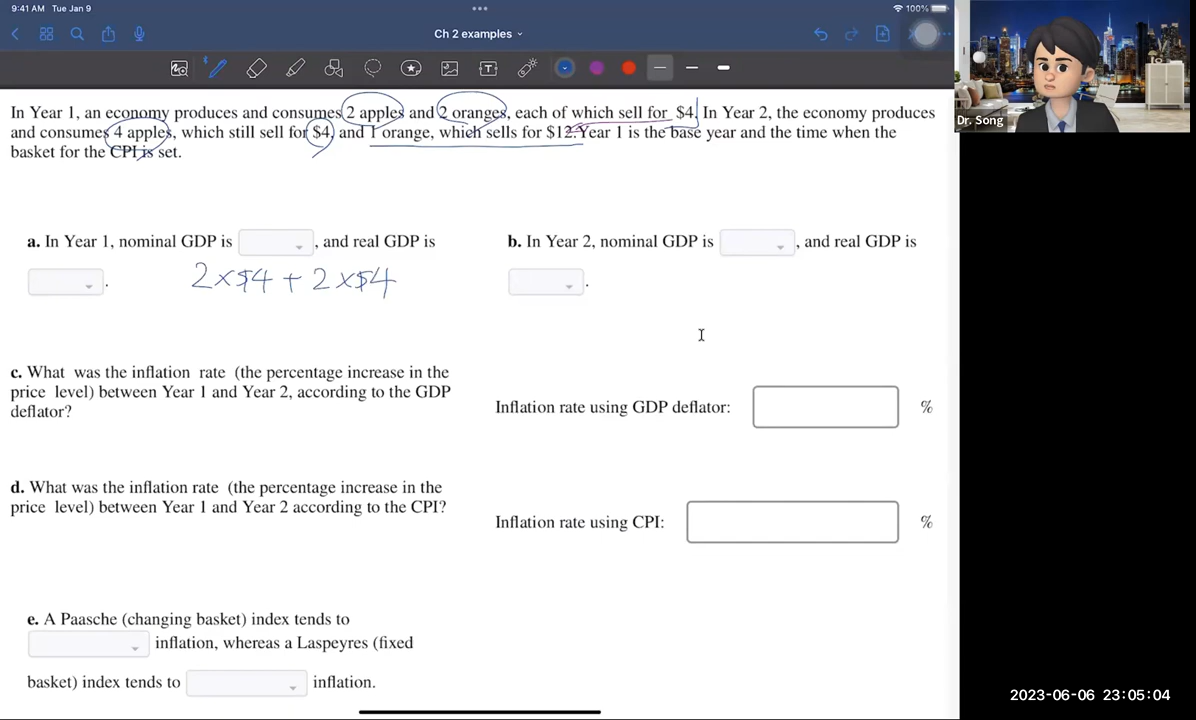 9:41 AM Tue Jan 9
100%
Ch 2 examples
In Year 1, an economy produces and consumes 2 apples and 2 oranges, each of which sell for $4. In Year 2, the economy produces
and consumes 4 apples, which still sell for $4, and 1 orange, which sells for $12. Year 1 is the base year and the time when the
basket for the CPI is set.
Dr. Song
a. In Year 1, nominal GDP is , and real GDP is
.
2 x $4 + 2 x $4
b. In Year 2, nominal GDP is , and real GDP is
.
c. What was the inflation rate (the percentage increase in the
price level) between Year 1 and Year 2, according to the GDP
deflator?
Inflation rate using GDP deflator: %
d. What was the inflation rate (the percentage increase in the
price level) between Year 1 and Year 2 according to the CPI?
Inflation rate using CPI: %
e. A Paasche (changing basket) index tends to
inflation, whereas a Laspeyres (fixed
basket) index tends to inflation.
2023-06-06 23:05:04